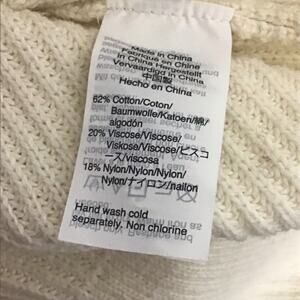 Made in China
Fabriqué en Chine
In China Hergestellt
Vervaardigd in China
中国製
Hecho en China
62% Cotton/Coton/
Baumwolle/Katoen/綿/
algodón
20% Viscose/Viscose/
Viskose/Viscose/ビスコ
ース/viscosa
18% Nylon/Nylon/Nylon/
Nylon/ナイロン/nailon
Hand wash cold
separately. Non chlorine